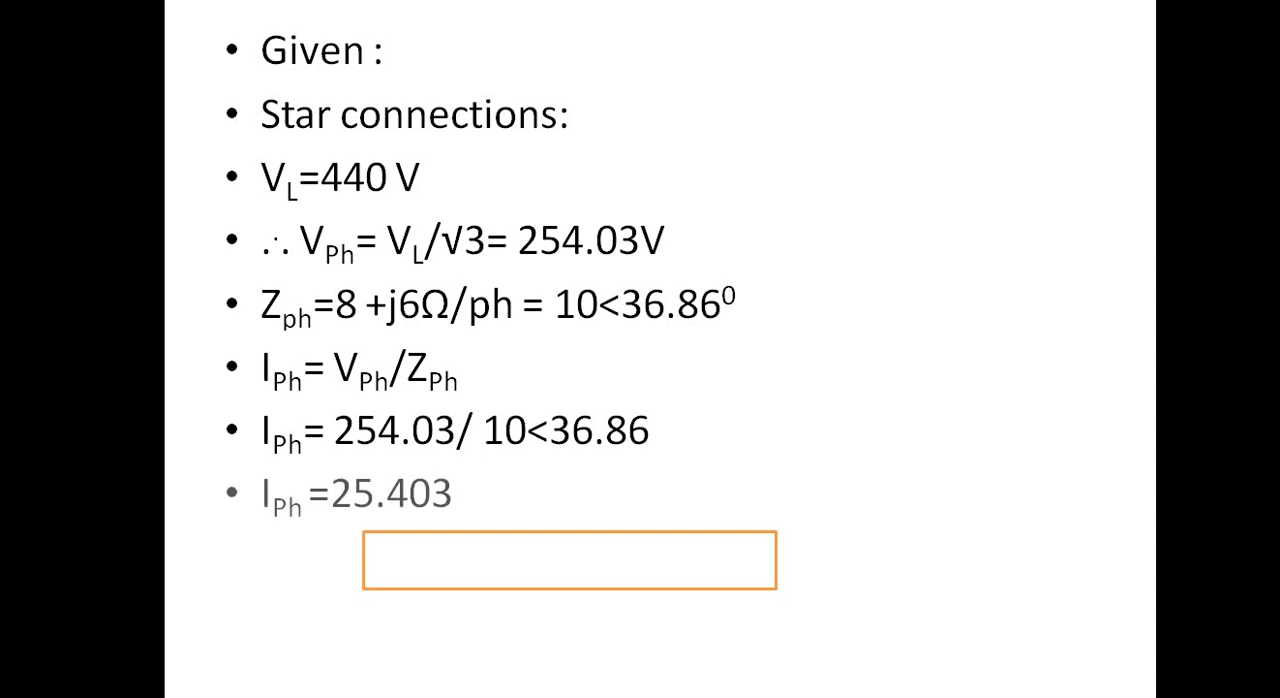 • Given :
• Star connections:
• VL=440 V
• ∴ VPh= VL/√3= 254.03V
• Zph=8 +j6Ω/ph = 10<36.86⁰
• IPh= VPh/ZPh
• IPh= 254.03/ 10<36.86
• IPh =25.403